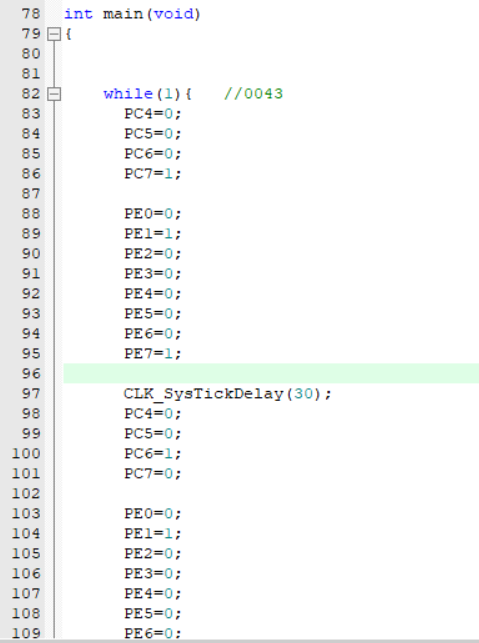 78 int main(void)
79 {
80
81
82 while(1){ //0043
83 PC4=0;
84 PC5=0;
85 PC6=0;
86 PC7=1;
87
88 PE0=0;
89 PE1=1;
90 PE2=0;
91 PE3=0;
92 PE4=0;
93 PE5=0;
94 PE6=0;
95 PE7=1;
96
97 CLK_SysTickDelay(30);
98 PC4=0;
99 PC5=0;
100 PC6=1;
101 PC7=0;
102
103 PE0=0;
104 PE1=1;
105 PE2=0;
106 PE3=0;
107 PE4=0;
108 PE5=0;
109 PE6=0;